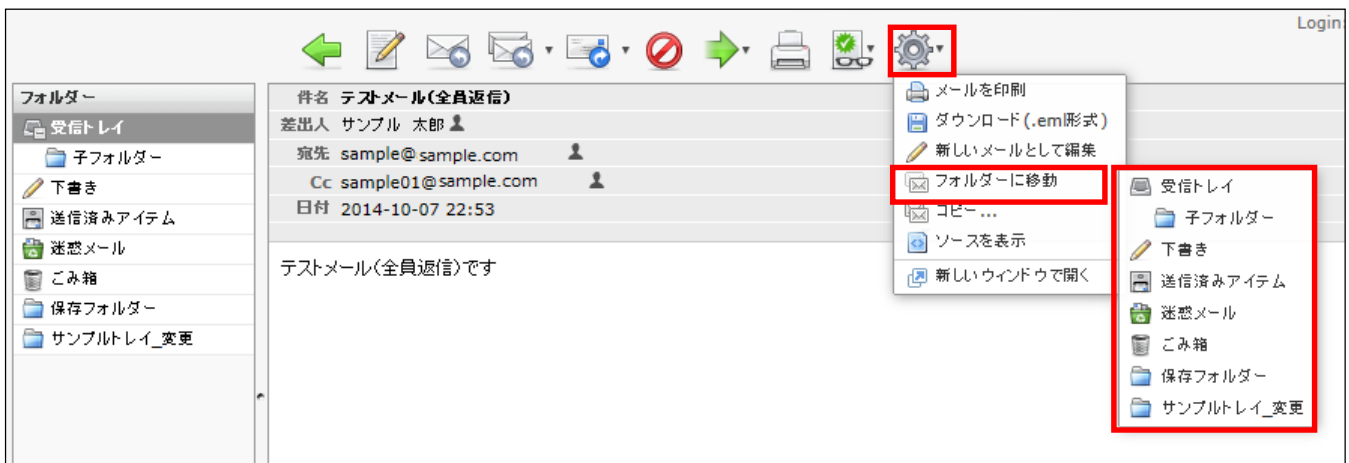 Login:
フォルダー
受信トレイ
子フォルダー
下書き
送信済みアイテム
迷惑メール
ごみ箱
保存フォルダー
サンプルトレイ_変更
件名 テストメール(全員返信)
差出人 サンプル 太郎
宛先 sample@sample.com
Cc sample01@sample.com
日付 2014-10-07 22:53
テストメール(全員返信)です
メールを印刷
ダウンロード(.eml形式)
新しいメールとして編集
フォルダーに移動
コピー...
ソースを表示
新しいウィンドウで開く
受信トレイ
子フォルダー
下書き
送信済みアイテム
迷惑メール
ごみ箱
保存フォルダー
サンプルトレイ_変更